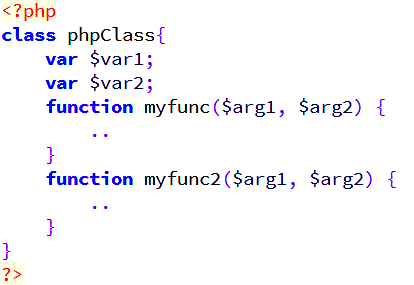 <?php
class phpClass{
    var $var1;
    var $var2;
    function myfunc($arg1, $arg2) {
        ..
    }
    function myfunc2($arg1, $arg2) {
        ..
    }
}
?>